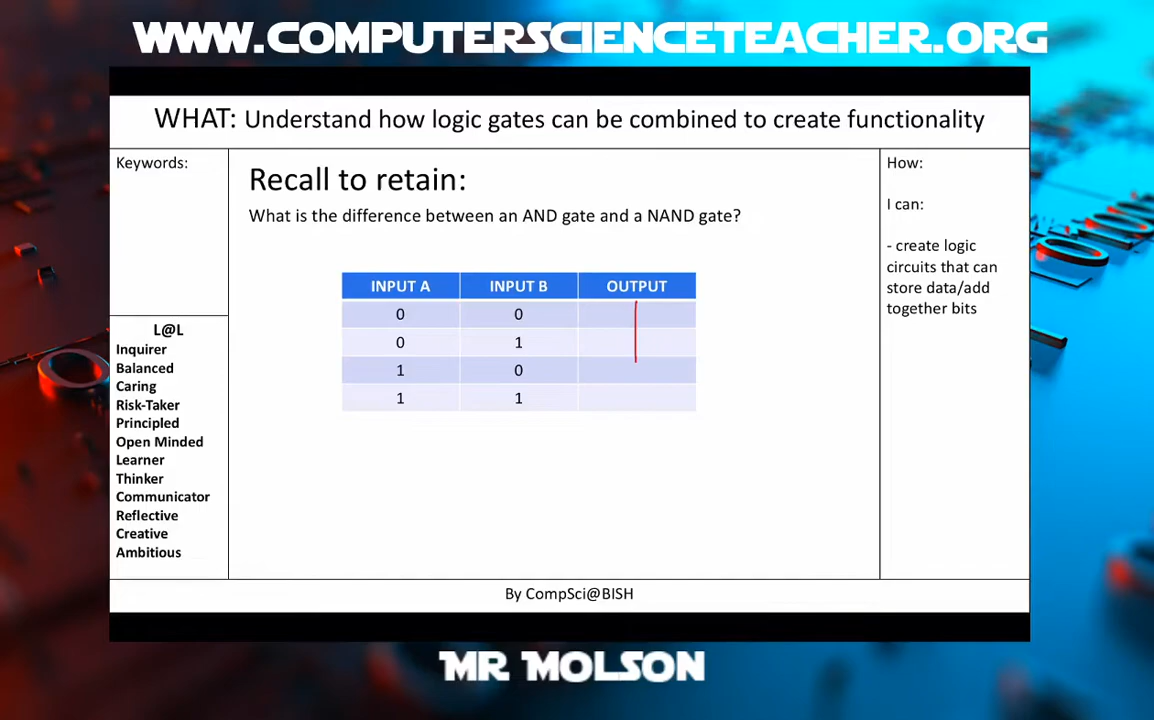 WWW.COMPUTERSCIENCETEACHER.ORG
WHAT: Understand how logic gates can be combined to create functionality
Keywords:
Recall to retain:
What is the difference between an AND gate and a NAND gate?
INPUT A INPUT B OUTPUT
0 0
0 1
1 0
1 1
L@L
Inquirer
Balanced
Caring
Risk-Taker
Principled
Open Minded
Learner
Thinker
Communicator
Reflective
Creative
Ambitious
How:
I can:
- create logic
circuits that can
store data/add
together bits
By CompSci@BISH
MR MOLSON